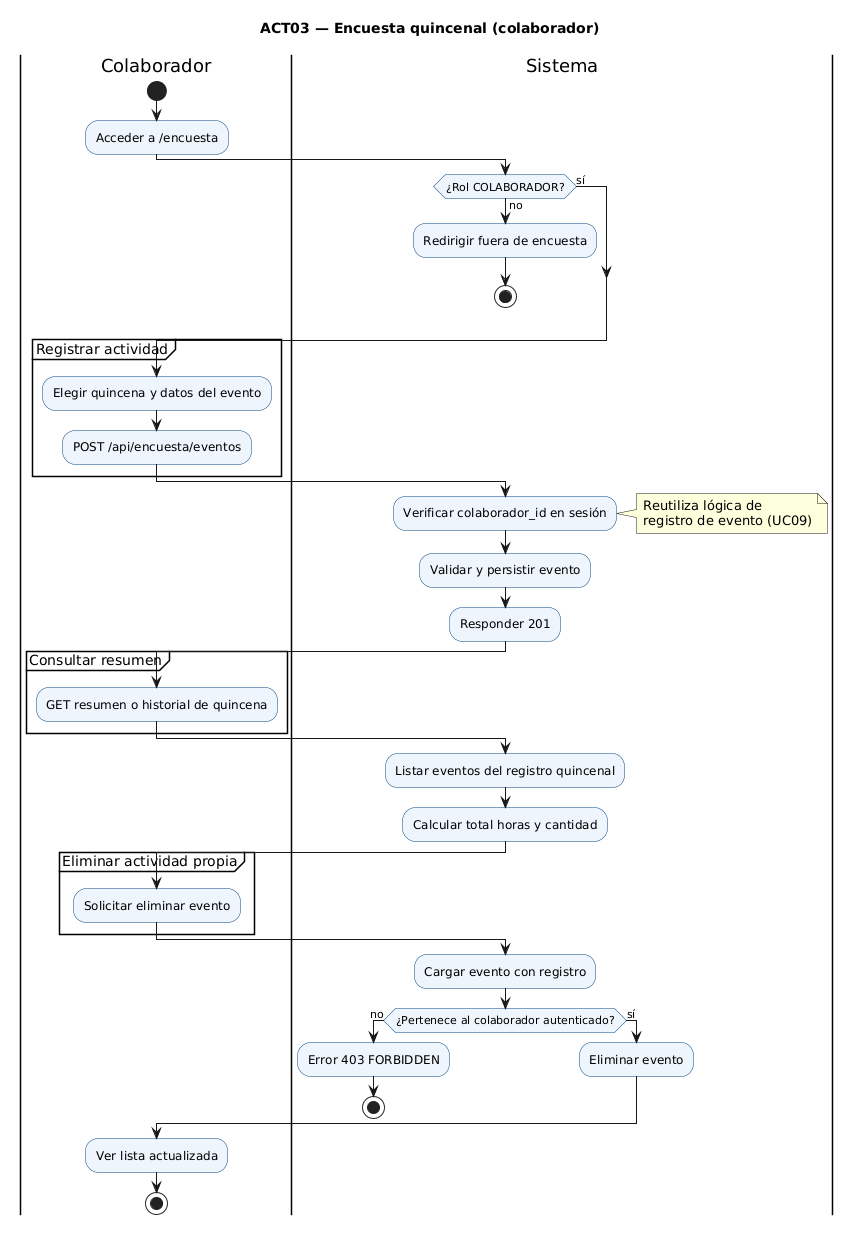 ACT03 — Encuesta quincenal (colaborador)
Colaborador
Sistema
Acceder a /encuesta
¿Rol COLABORADOR?
sí
no
Redirigir fuera de encuesta
Registrar actividad
Elegir quincena y datos del evento
POST /api/encuesta/eventos
Verificar colaborador_id en sesión
Reutiliza lógica de
registro de evento (UC09)
Validar y persistir evento
Responder 201
Consultar resumen
GET resumen o historial de quincena
Listar eventos del registro quincenal
Calcular total horas y cantidad
Eliminar actividad propia
Solicitar eliminar evento
Cargar evento con registro
no
¿Pertenece al colaborador autenticado?
sí
Error 403 FORBIDDEN
Eliminar evento
Ver lista actualizada